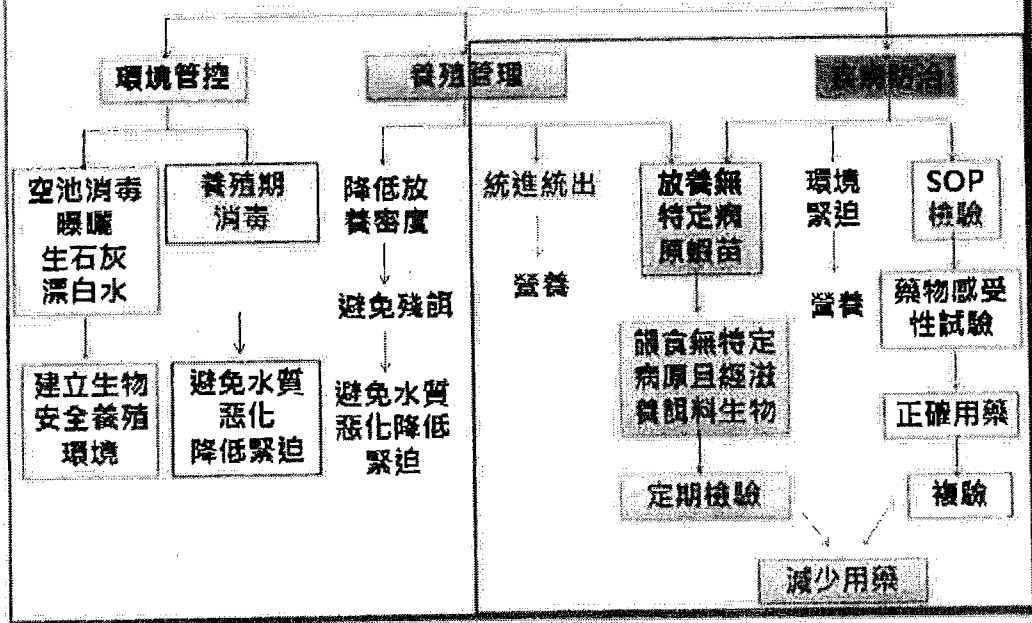 環境管控
養殖管理
疾病防治
空池消毒
曝曬
生石灰
漂白水
建立生物
安全養殖
環境
養殖期
消毒
避免水質
惡化
降低緊迫
降低放
養密度
避免殘餌
避免水質
惡化降低
緊迫
統進統出
營養
放養無
特定病
原蝦苗
餵食無特定
病原且經滋
養餌料生物
定期檢驗
環境
緊迫
營養
SOP
檢驗
藥物感受
性試驗
正確用藥
複驗
減少用藥